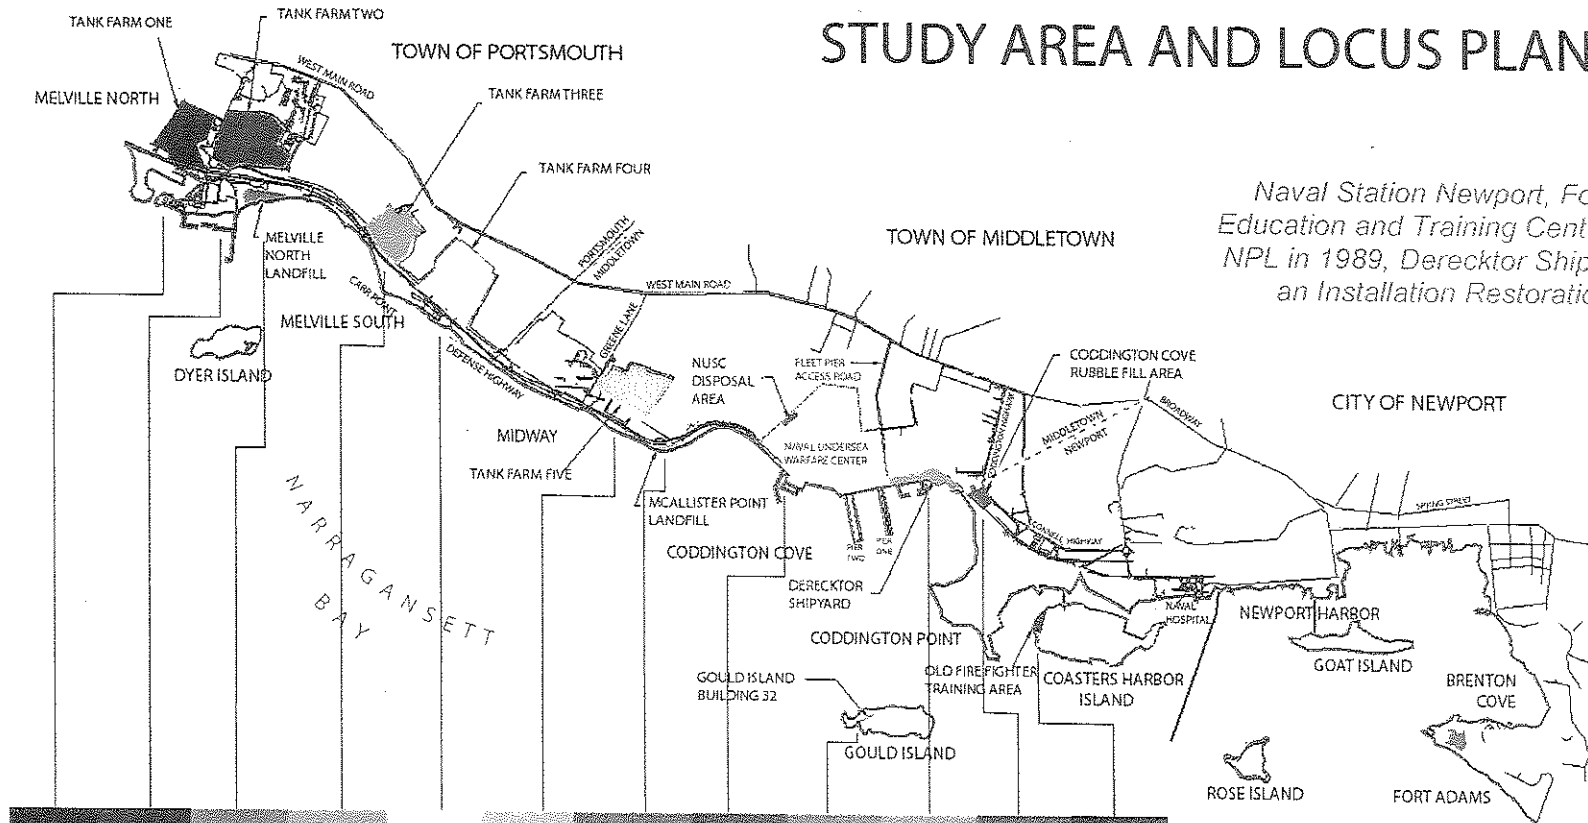 STUDY AREA AND LOCUS PLAN
TANK FARM ONE
TANK FARM TWO
TOWN OF PORTSMOUTH
WEST MAIN ROAD
MELVILLE NORTH
TANK FARM THREE
TANK FARM FOUR
Naval Station Newport, Fo
Education and Training Cent
NPL in 1989, Derecktor Ship
an Installation Restoratio
MELVILLE
NORTH
LANDFILL
PORTSMOUTH
MIDDLETOWN
TOWN OF MIDDLETOWN
WEST MAIN ROAD
CARR POINT
MELVILLE SOUTH
DEFENSE HIGHWAY
GREENE LANE
DYER ISLAND
NUSC
DISPOSAL
AREA
FLEET PIER
ACCESS ROAD
CODDINGTON COVE
RUBBLE FILL AREA
CODDINGTON HIGHWAY
MIDDLETOWN
NEWPORT
BROADWAY
CITY OF NEWPORT
MIDWAY
NAVAL UNDERSEA
WARFARE CENTER
TANK FARM FIVE
MCALLISTER POINT
LANDFILL
SPRING STREET
NARRAGANSETT
BAY
CODDINGTON COVE
PIER
TWO
PIER
ONE
CONNELL HIGHWAY
DERECKTOR
SHIPYARD
CODDINGTON POINT
NAVAL
HOSPITAL
NEWPORT HARBOR
GOAT ISLAND
GOULD ISLAND
BUILDING 32
OLD FIRE FIGHTER
TRAINING AREA
COASTERS HARBOR
ISLAND
BRENTON
COVE
GOULD ISLAND
ROSE ISLAND
FORT ADAMS